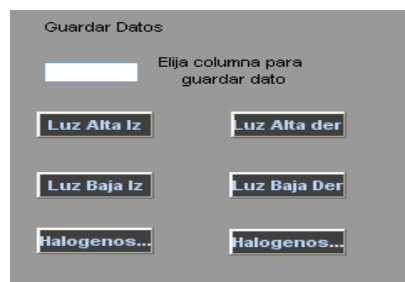 Guardar Datos
Elija columna para
guardar dato
Luz Alta Iz
Luz Alta der
Luz Baja Iz
Luz Baja Der
Halogenos...
Halogenos...